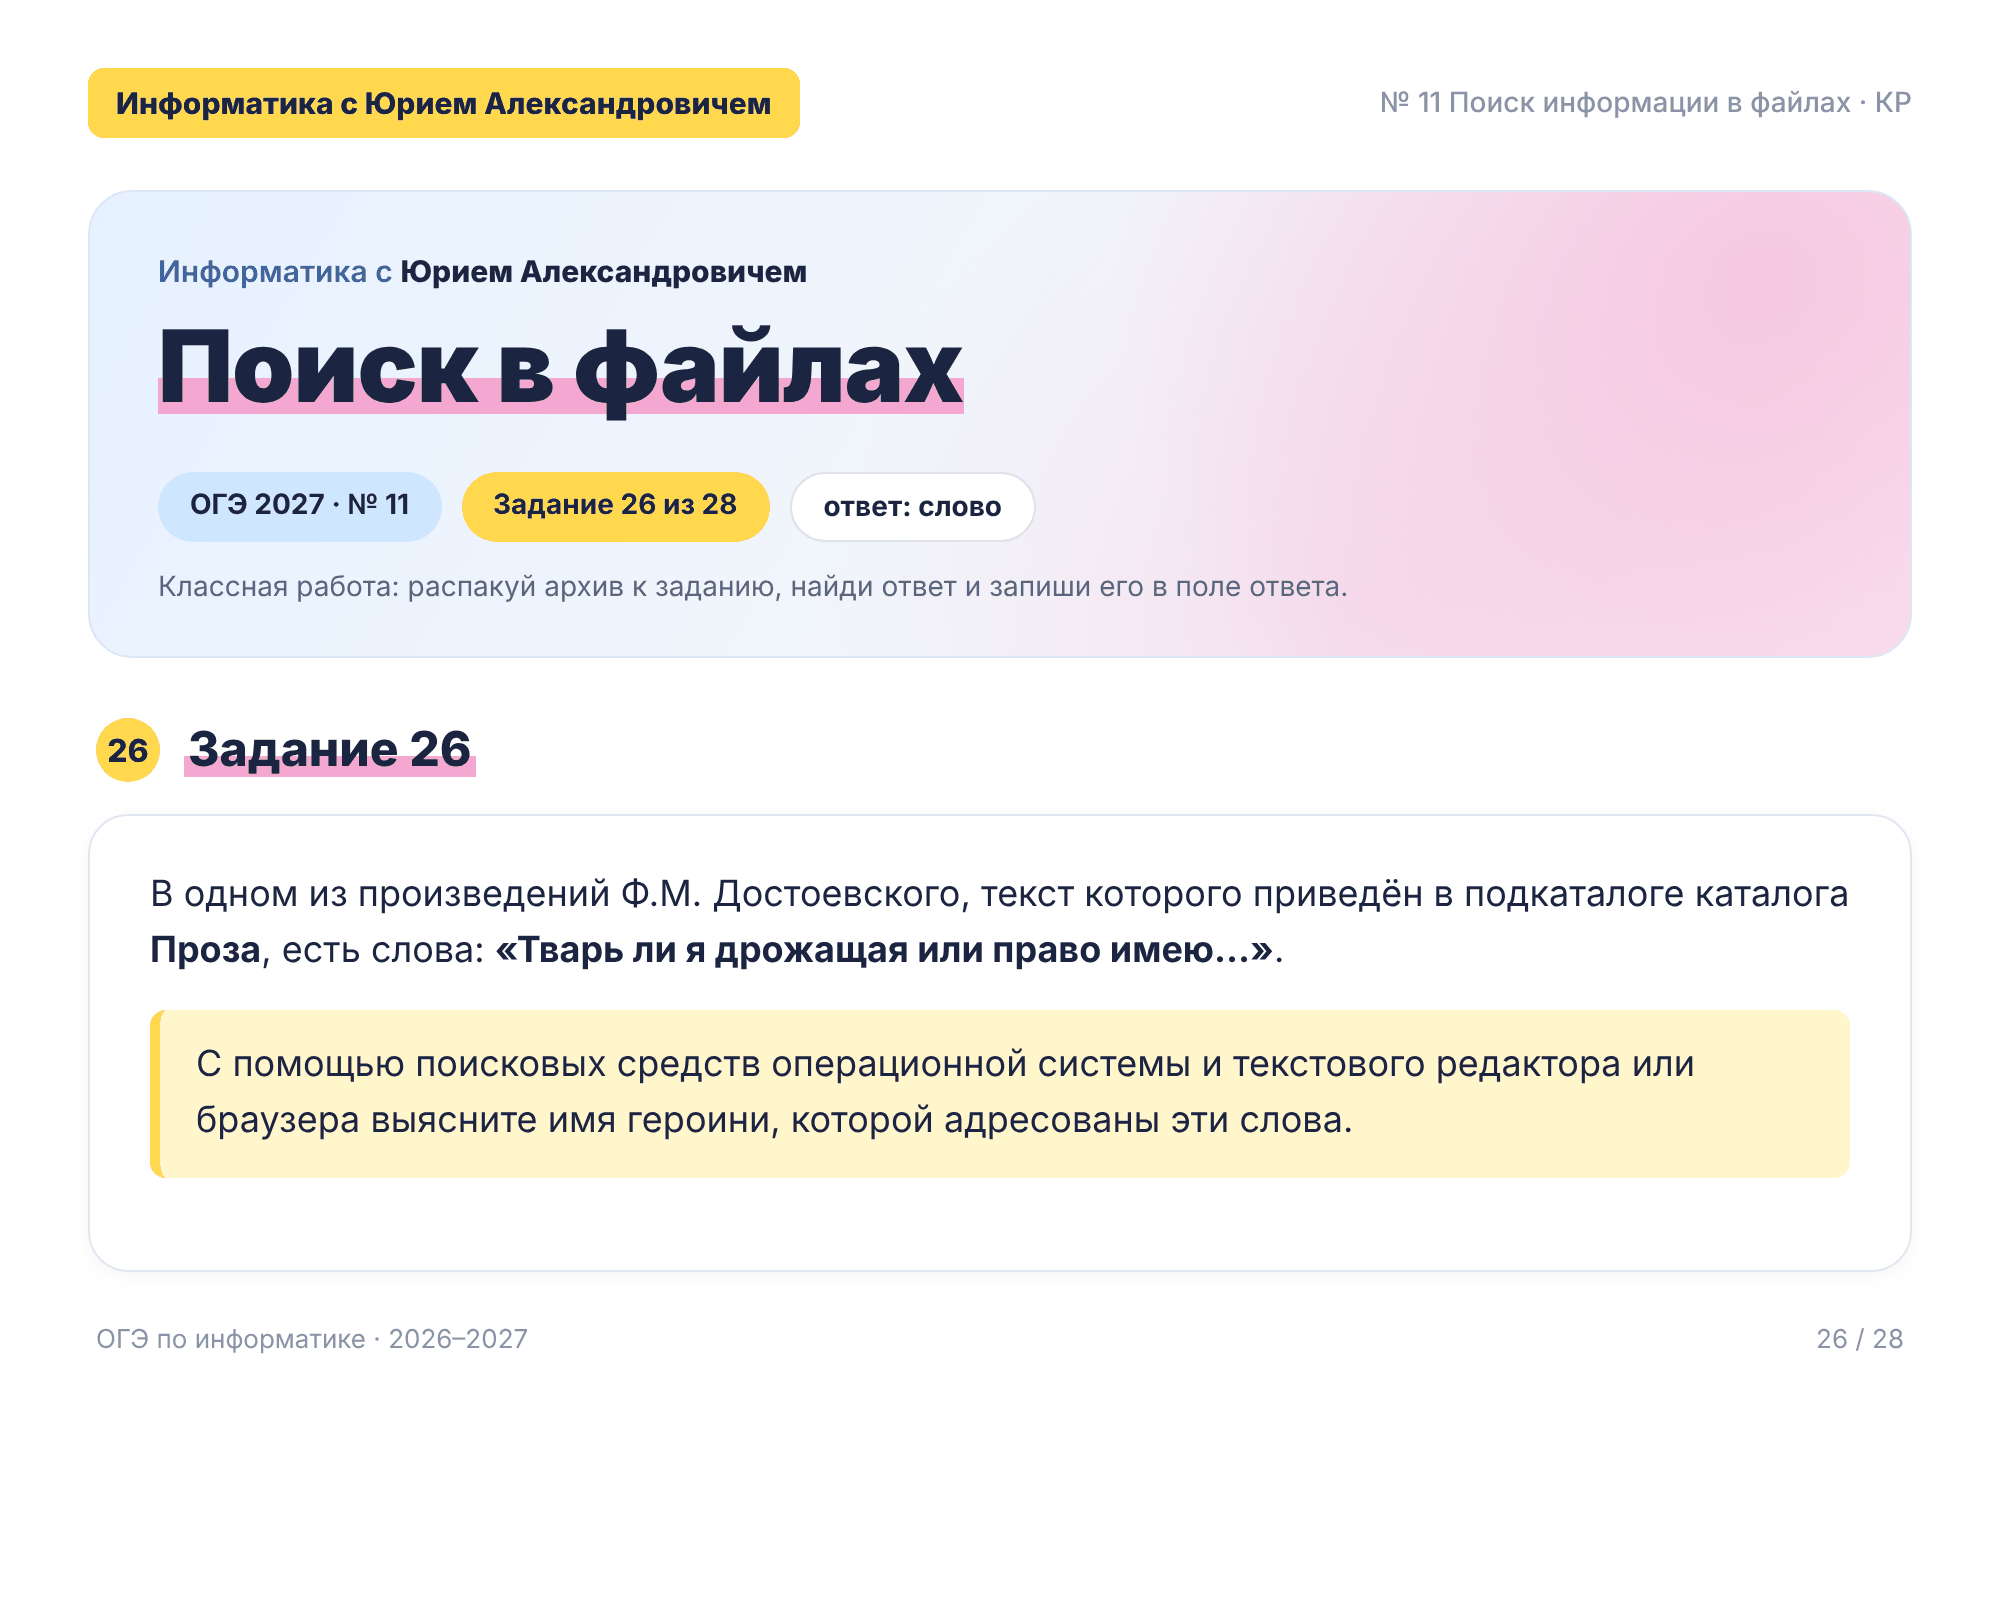 Информатика с Юрием Александровичем
№ 11 Поиск информации в файлах · КР
Информатика с Юрием Александровичем
Поиск в файлах
ОГЭ 2027 · № 11
Задание 26 из 28
ответ: слово
Классная работа: распакуй архив к заданию, найди ответ и запиши его в поле ответа.
26 Задание 26
В одном из произведений Ф.М. Достоевского, текст которого приведён в подкаталоге каталога
Проза, есть слова: «Тварь ли я дрожащая или право имею…».
С помощью поисковых средств операционной системы и текстового редактора или
браузера выясните имя героини, которой адресованы эти слова.
ОГЭ по информатике · 2026–2027
26 / 28